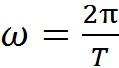 ω = 2π/T